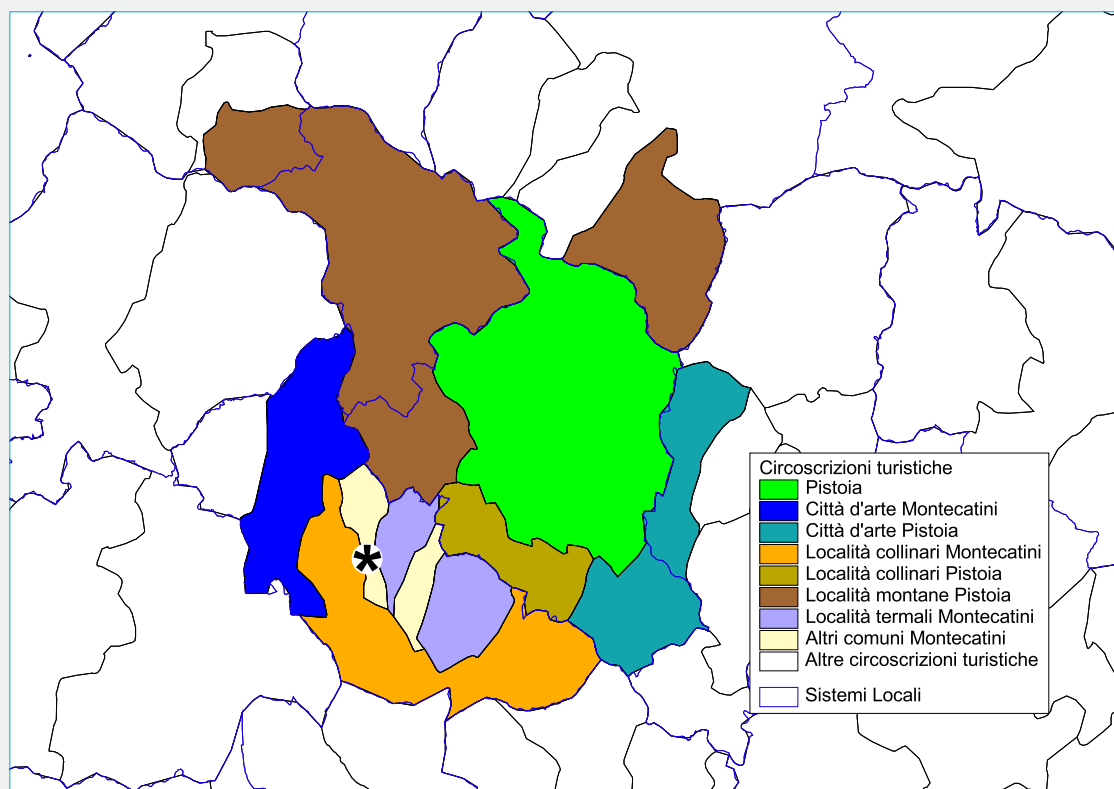 *
Circoscrizioni turistiche
Pistoia
Città d'arte Montecatini
Città d'arte Pistoia
Località collinari Montecatini
Località collinari Pistoia
Località montane Pistoia
Località termali Montecatini
Altri comuni Montecatini
Altre circoscrizioni turistiche
Sistemi Locali